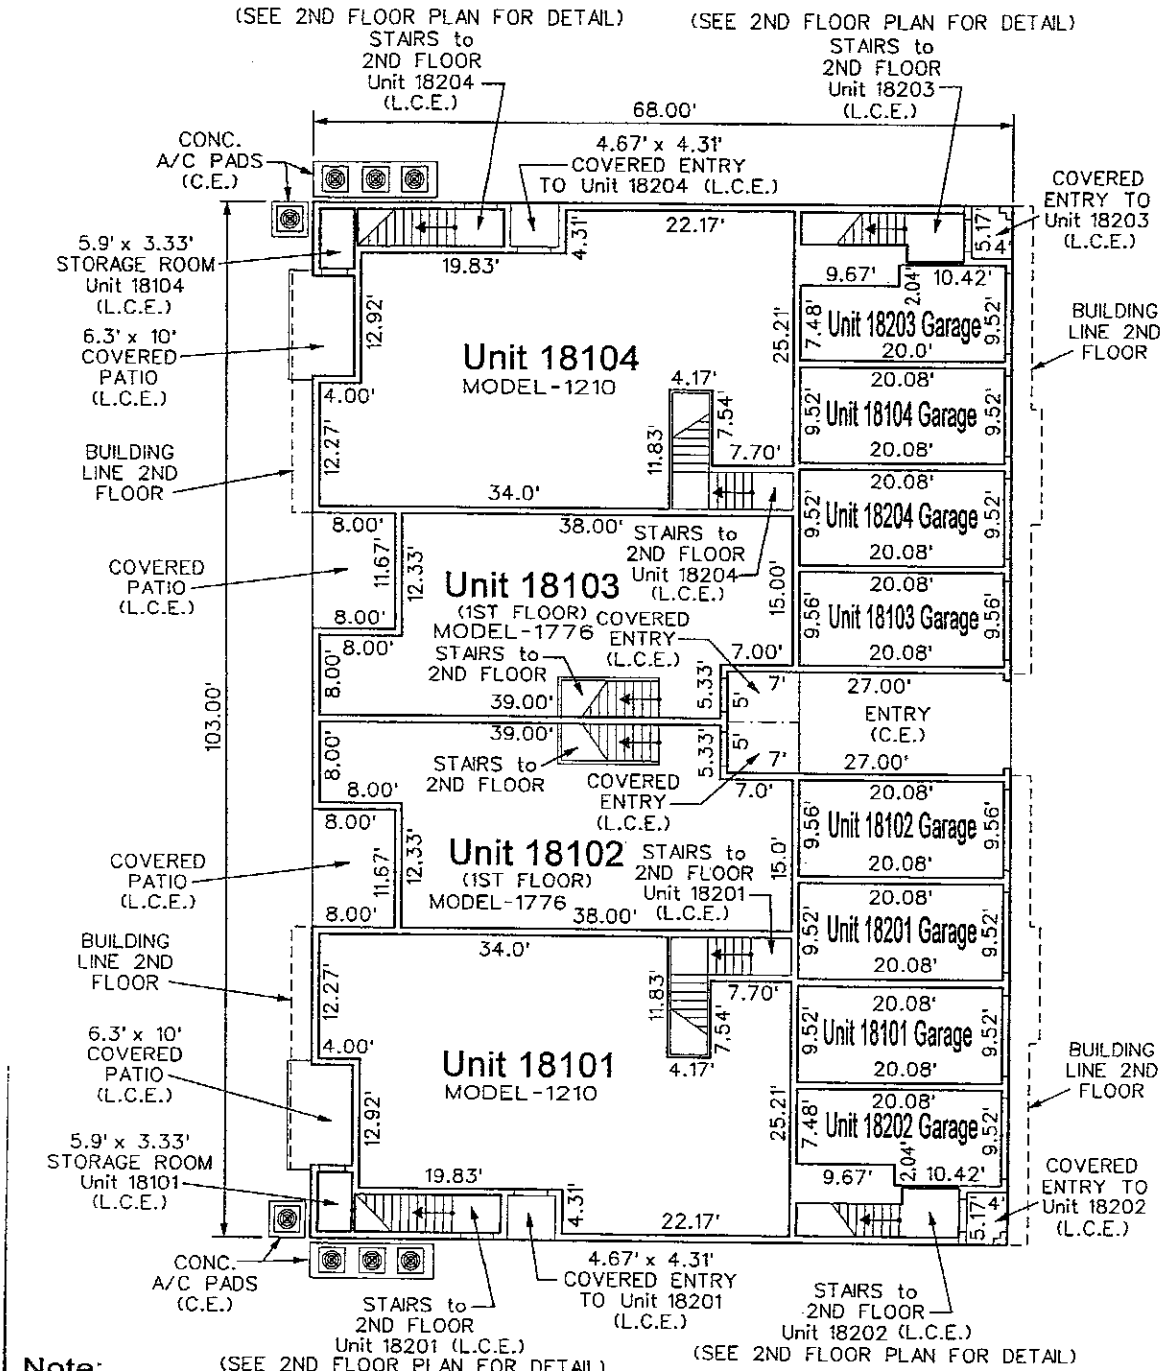 (SEE 2ND FLOOR PLAN FOR DETAIL)
STAIRS to
2ND FLOOR
Unit 18204
(L.C.E.)
(SEE 2ND FLOOR PLAN FOR DETAIL)
STAIRS to
2ND FLOOR
Unit 18203
(L.C.E.)
68.00'
CONC.
A/C PADS
(C.E.)
4.67' x 4.31'
COVERED ENTRY
TO Unit 18204 (L.C.E.)
COVERED
ENTRY TO
Unit 18203
(L.C.E.)
5.9' x 3.33'
STORAGE ROOM
Unit 18104
(L.C.E.)
19.83'
4.31'
22.17'
5.17'
4'
9.67'
2.04'
10.42'
6.3' x 10'
COVERED
PATIO
(L.C.E.)
12.92'
4.00'
Unit 18104
MODEL-1210
25.21'
7.48'
Unit 18203 Garage
9.52'
20.0'
BUILDING
LINE 2ND
FLOOR
4.17'
7.54'
11.83'
7.70'
20.08'
9.52'
Unit 18104 Garage
9.52'
20.08'
BUILDING
LINE 2ND
FLOOR
12.27'
34.0'
20.08'
9.52'
Unit 18204 Garage
9.52'
20.08'
8.00'
38.00'
STAIRS to
2ND FLOOR
Unit 18204
(L.C.E.)
COVERED
PATIO
(L.C.E.)
11.67'
12.33'
8.00'
Unit 18103
(1ST FLOOR)
MODEL-1776
15.00'
20.08'
9.56'
Unit 18103 Garage
9.56'
20.08'
8.00'
8.00'
STAIRS to
2ND FLOOR
39.00'
COVERED
ENTRY
(L.C.E.)
7.00'
5.33'
5'
7'
27.00'
ENTRY
(C.E.)
27.00'
103.00'
39.00'
8.00'
STAIRS to
2ND FLOOR
5.33'
5'
7'
COVERED
ENTRY
(L.C.E.)
7.0'
8.00'
8.00'
COVERED
PATIO
(L.C.E.)
11.67'
12.33'
8.00'
Unit 18102
(1ST FLOOR)
MODEL-1776
STAIRS to
2ND FLOOR
Unit 18201
(L.C.E.)
15.0'
38.00'
20.08'
9.56'
Unit 18102 Garage
9.56'
20.08'
BUILDING
LINE 2ND
FLOOR
34.0'
12.27'
4.00'
11.83'
7.70'
7.54'
4.17'
20.08'
9.52'
Unit 18201 Garage
9.52'
20.08'
6.3' x 10'
COVERED
PATIO
(L.C.E.)
12.92'
Unit 18101
MODEL-1210
25.21'
20.08'
9.52'
Unit 18101 Garage
9.52'
20.08'
BUILDING
LINE 2ND
FLOOR
5.9' x 3.33'
STORAGE ROOM
Unit 18101
(L.C.E.)
19.83'
4.31'
22.17'
20.08'
7.48'
Unit 18202 Garage
9.52'
9.67'
2.04'
10.42'
5.17'
4'
COVERED
ENTRY TO
Unit 18202
(L.C.E.)
CONC.
A/C PADS
(C.E.)
4.67' x 4.31'
COVERED ENTRY
TO Unit 18201
(L.C.E.)
STAIRS to
2ND FLOOR
Unit 18201 (L.C.E.)
(SEE 2ND FLOOR PLAN FOR DETAIL)
STAIRS to
2ND FLOOR
Unit 18202 (L.C.E.)
(SEE 2ND FLOOR PLAN FOR DETAIL)
Note: